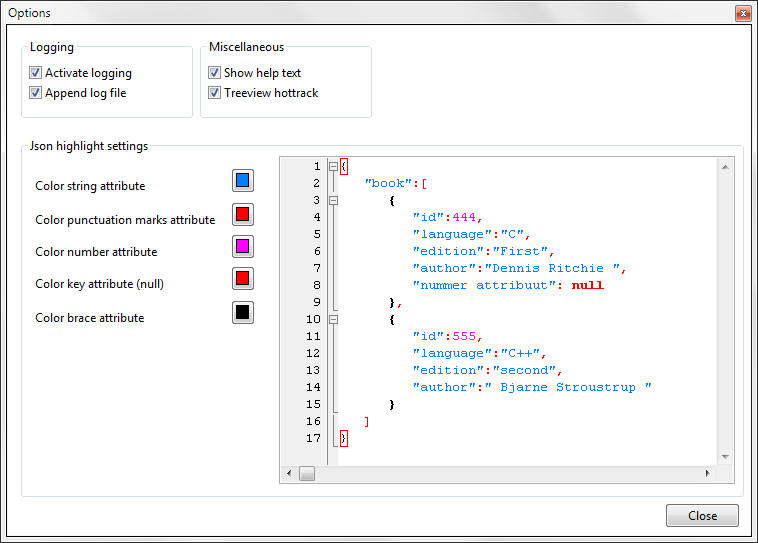 Options
Logging
Activate logging
Append log file
Miscellaneous
Show help text
Treeview hottrack
Json highlight settings
Color string attribute
Color punctuation marks attribute
Color number attribute
Color key attribute (null)
Color brace attribute
1 {
2 "book":[
3 {
4 "id":444,
5 "language":"C",
6 "edition":"First",
7 "author":"Dennis Ritchie ",
8 "nummer attribuut": null
9 },
10 {
11 "id":555,
12 "language":"C++",
13 "edition":"second",
14 "author":" Bjarne Stroustrup "
15 }
16 ]
17 }
Close